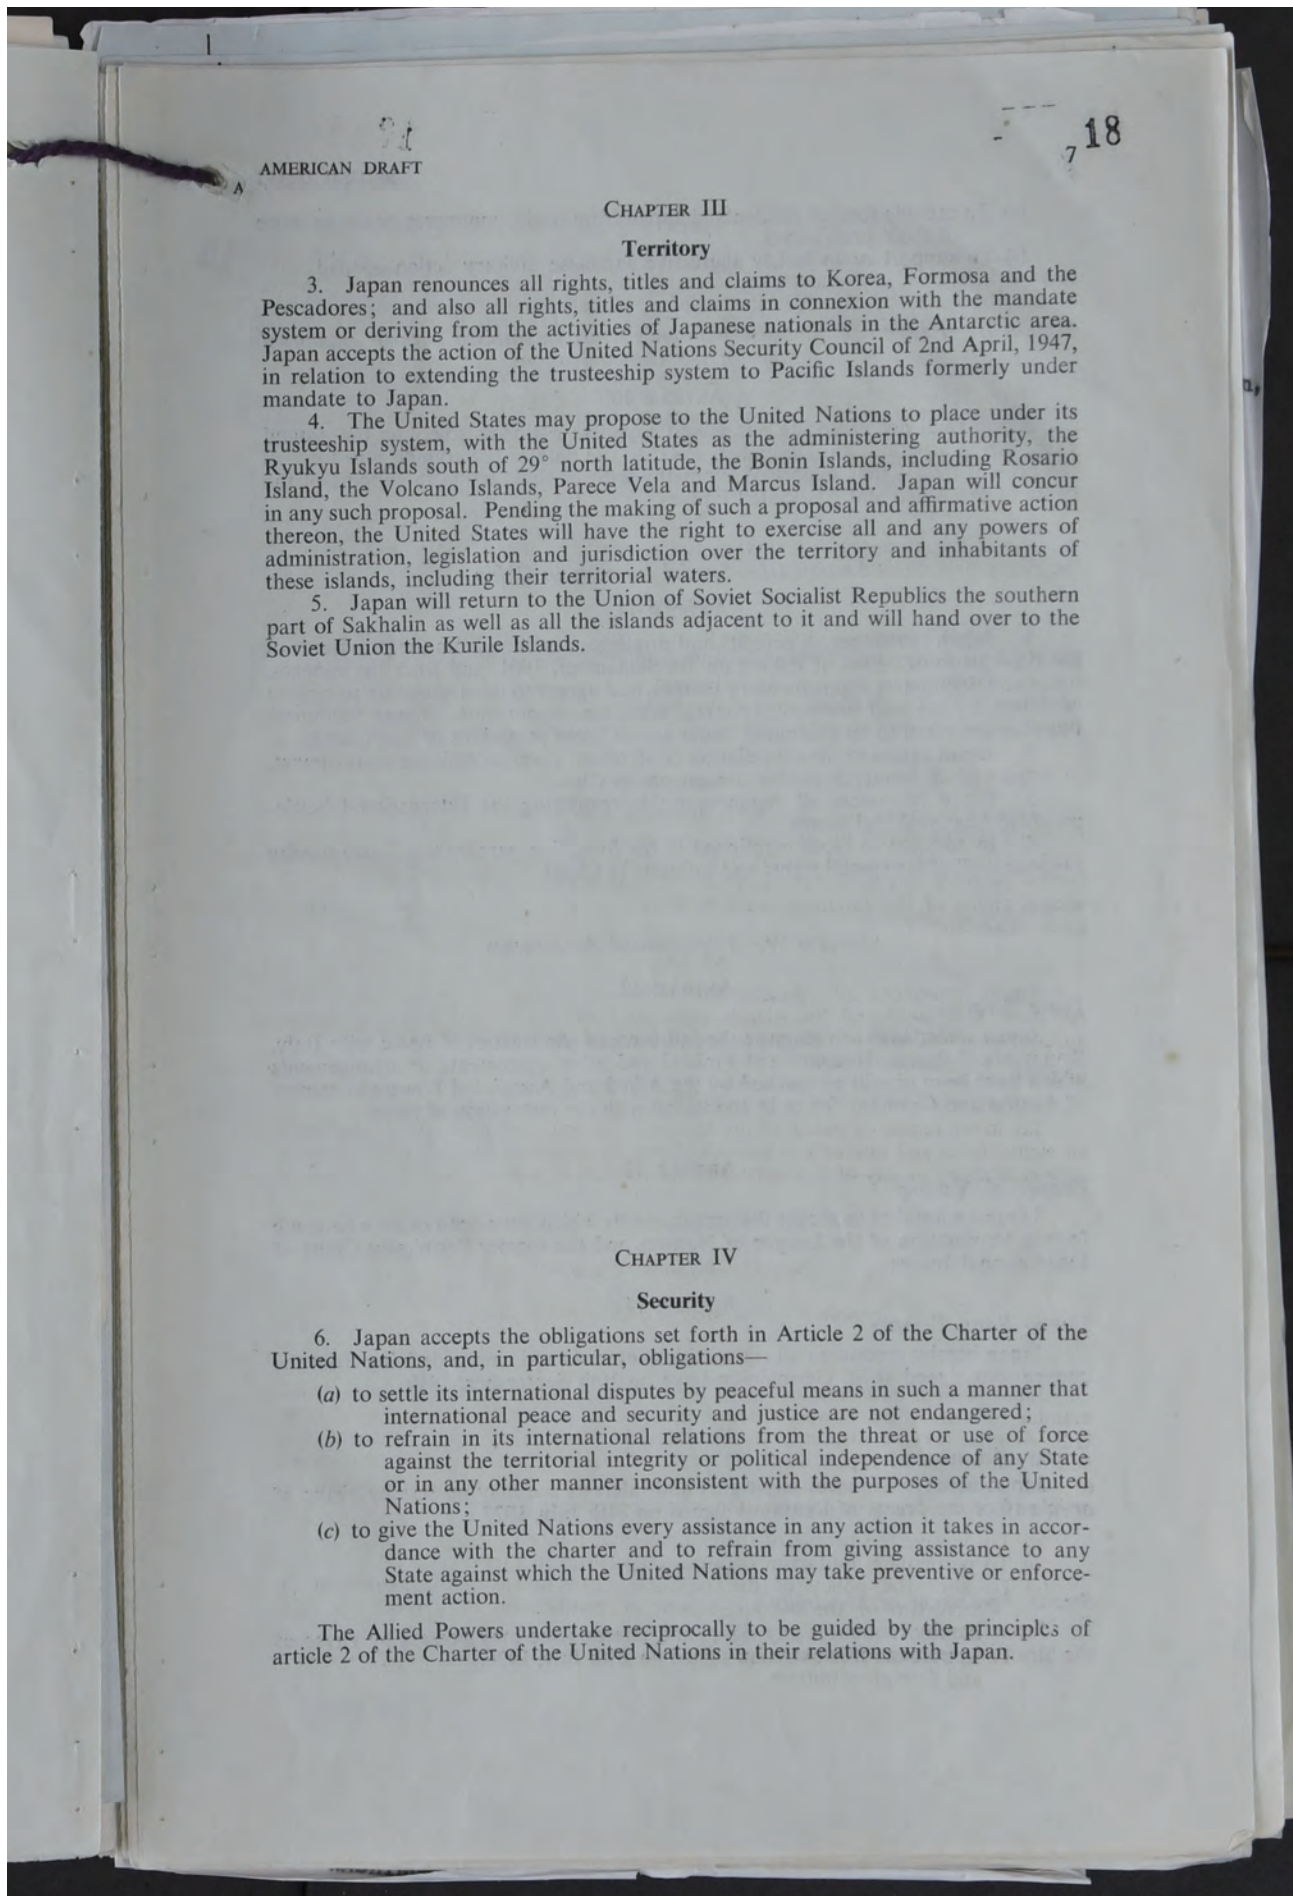 18
7
AMERICAN DRAFT
A
CHAPTER III
Territory
3. Japan renounces all rights, titles and claims to Korea, Formosa and the
Pescadores; and also all rights, titles and claims in connexion with the mandate
system or deriving from the activities of Japanese nationals in the Antarctic area.
Japan accepts the action of the United Nations Security Council of 2nd April, 1947,
in relation to extending the trusteeship system to Pacific Islands formerly under
mandate to Japan.
4. The United States may propose to the United Nations to place under its
trusteeship system, with the United States as the administering authority, the
Ryukyu Islands south of 29° north latitude, the Bonin Islands, including Rosario
Island, the Volcano Islands, Parece Vela and Marcus Island. Japan will concur
in any such proposal. Pending the making of such a proposal and affirmative action
thereon, the United States will have the right to exercise all and any powers of
administration, legislation and jurisdiction over the territory and inhabitants of
these islands, including their territorial waters.
5. Japan will return to the Union of Soviet Socialist Republics the southern
part of Sakhalin as well as all the islands adjacent to it and will hand over to the
Soviet Union the Kurile Islands.
CHAPTER IV
Security
6. Japan accepts the obligations set forth in Article 2 of the Charter of the
United Nations, and, in particular, obligations—
(a) to settle its international disputes by peaceful means in such a manner that
international peace and security and justice are not endangered;
(b) to refrain in its international relations from the threat or use of force
against the territorial integrity or political independence of any State
or in any other manner inconsistent with the purposes of the United
Nations;
(c) to give the United Nations every assistance in any action it takes in accor-
dance with the charter and to refrain from giving assistance to any
State against which the United Nations may take preventive or enforce-
ment action.
The Allied Powers undertake reciprocally to be guided by the principles of
article 2 of the Charter of the United Nations in their relations with Japan.